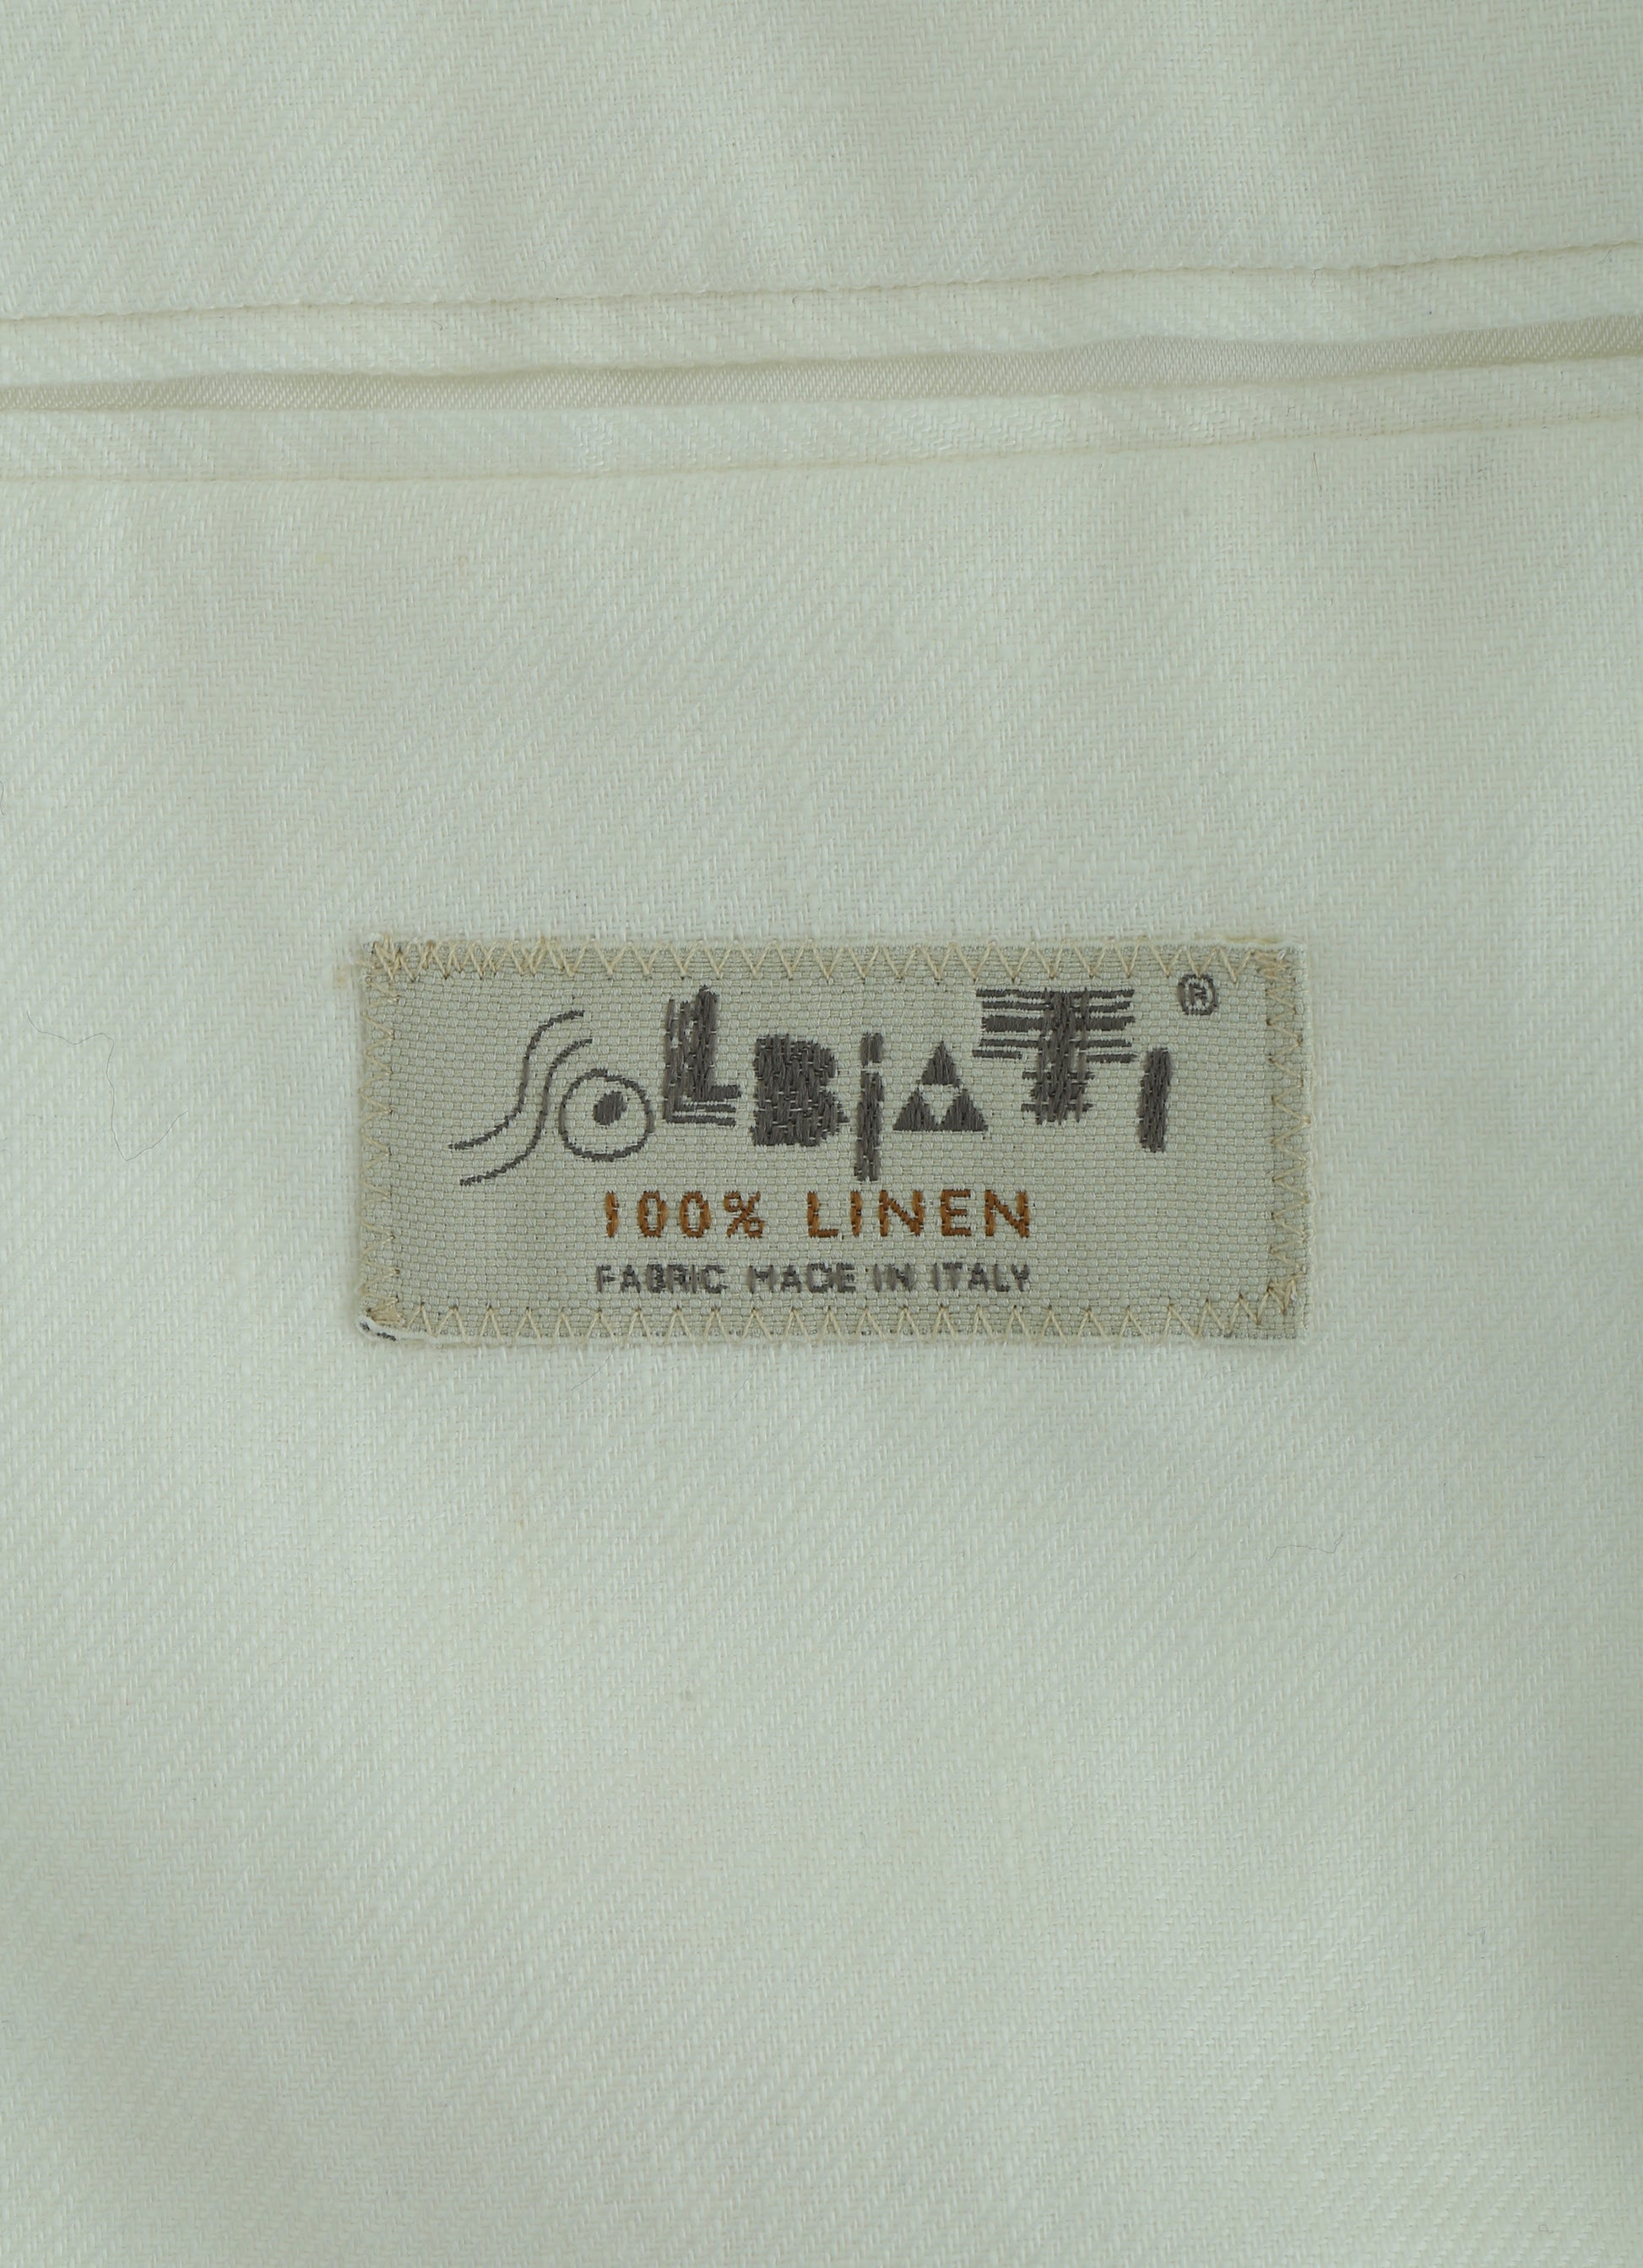 SOLBiATI ®
100% LINEN
FABRIC MADE IN ITALY